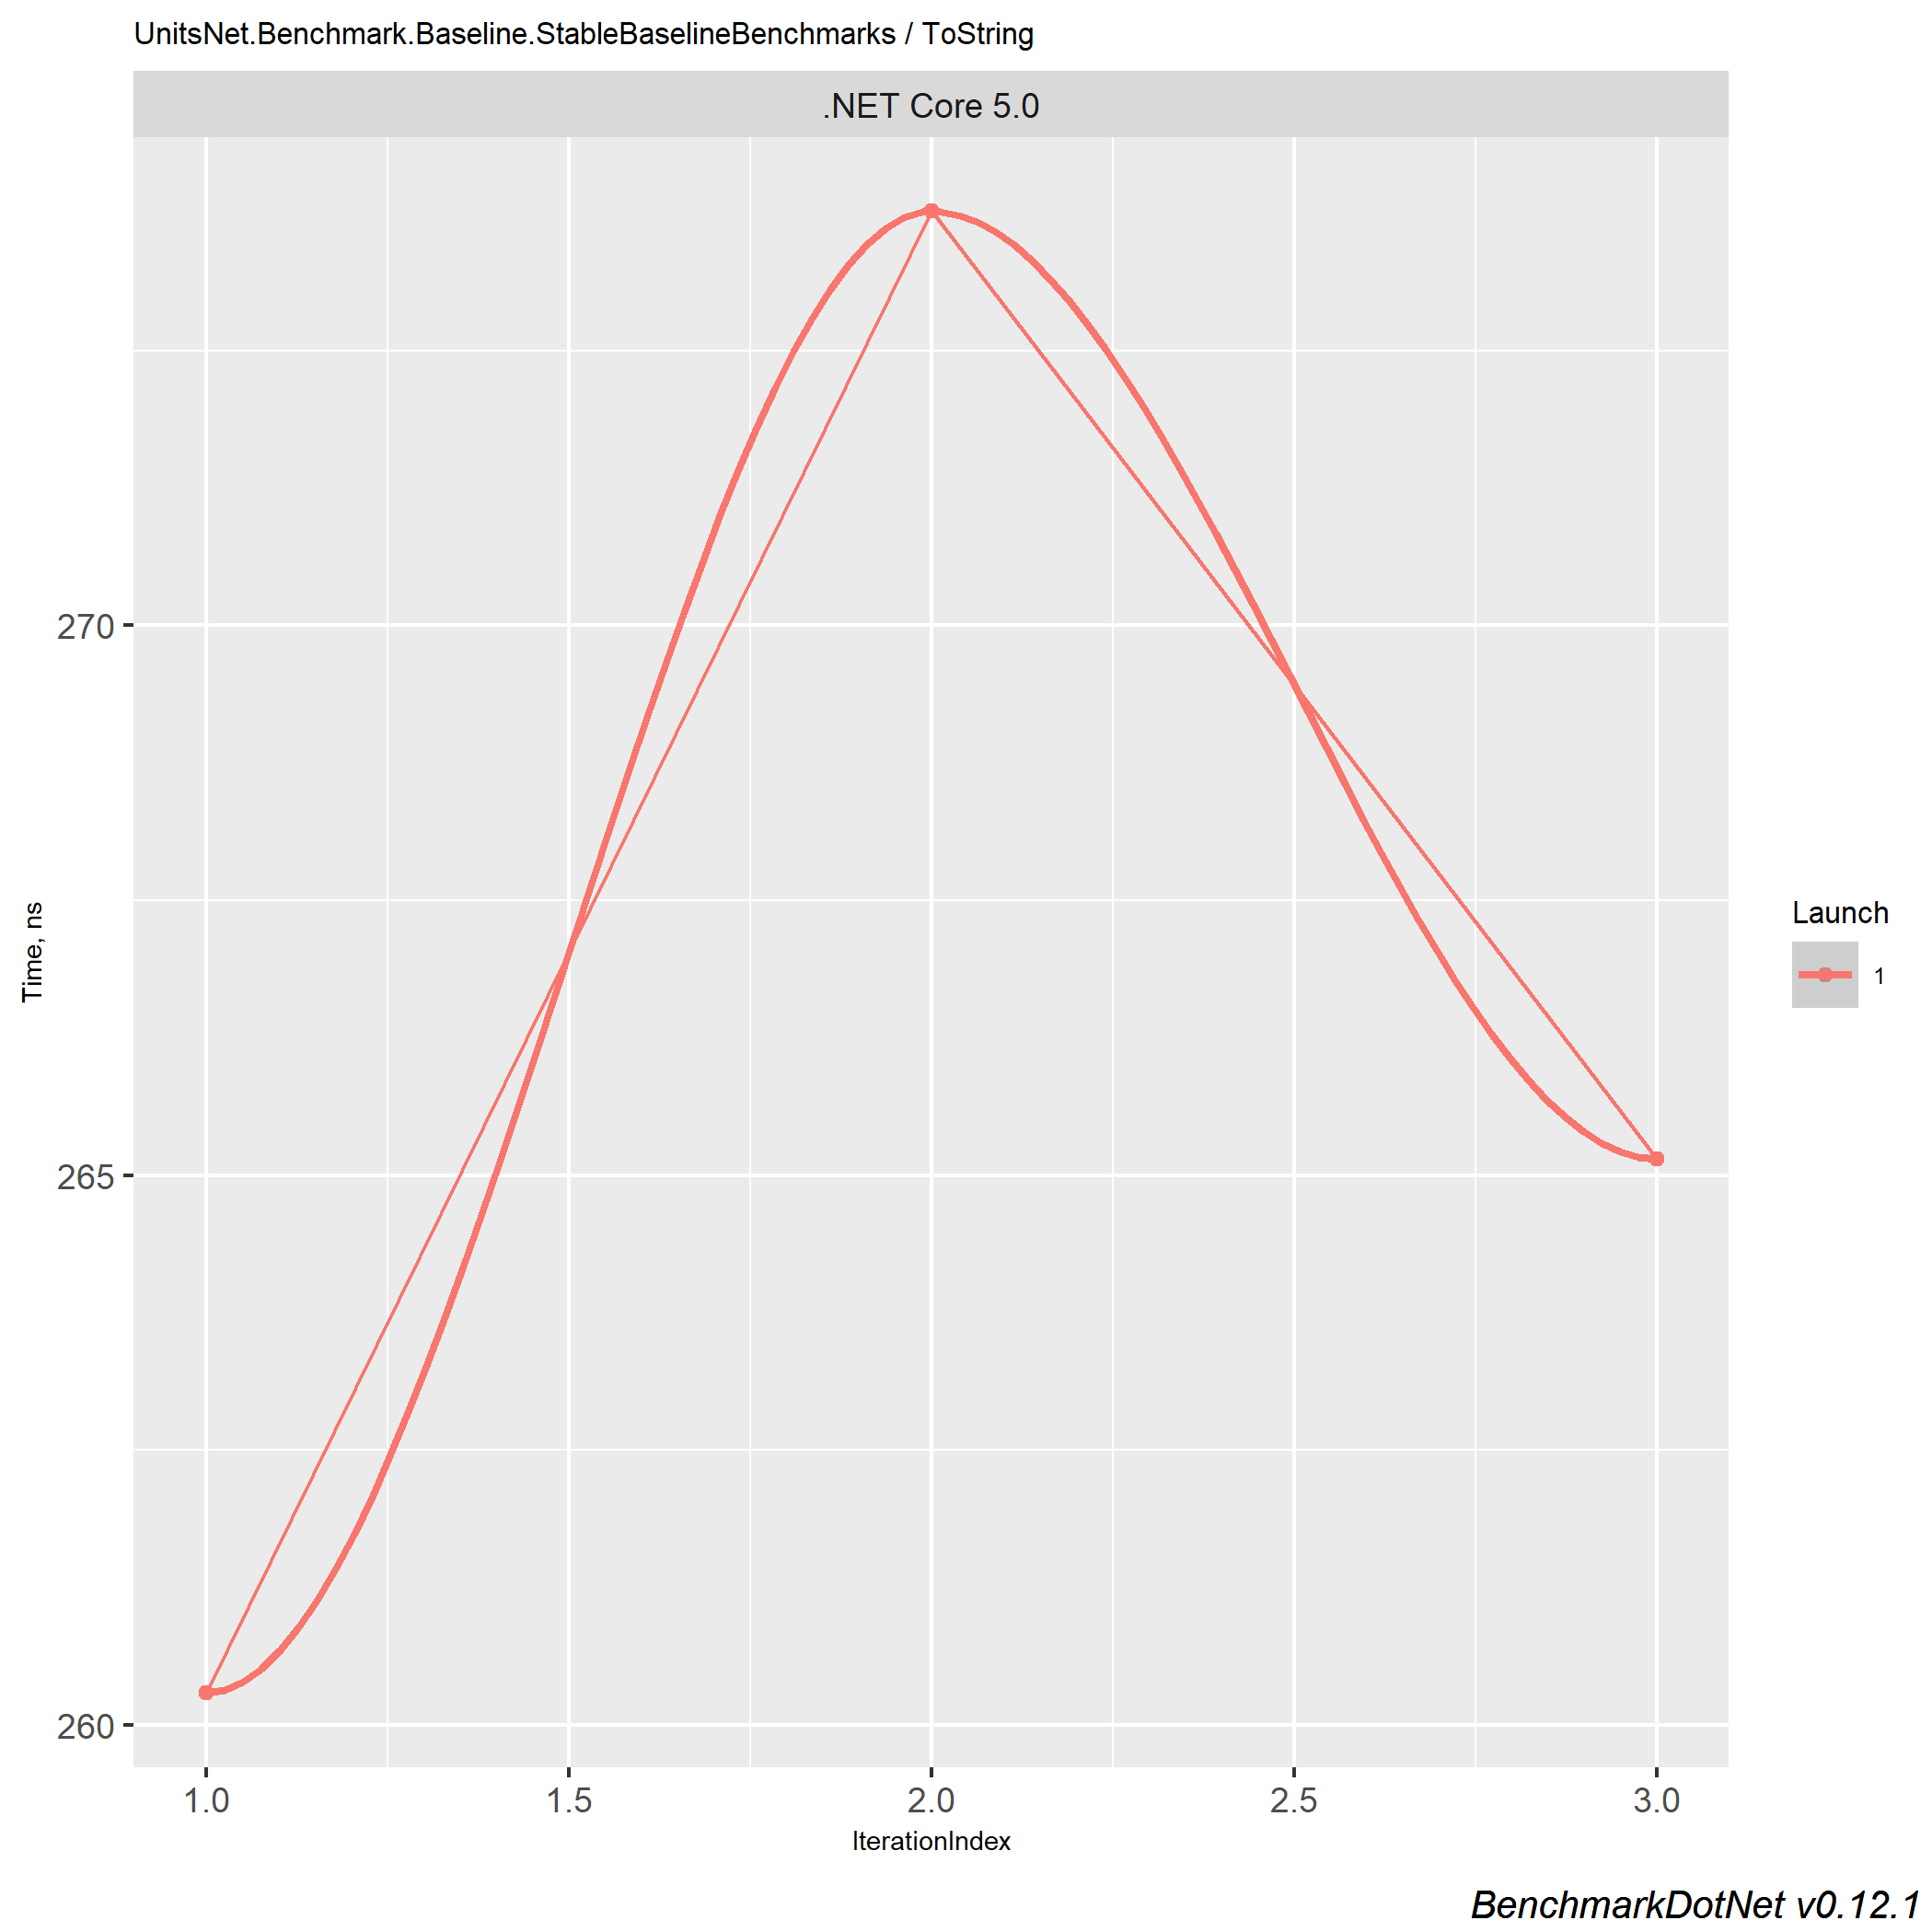 UnitsNet.Benchmark.Baseline.StableBaselineBenchmarks / ToString
.NET Core 5.0
270
265
260
Time, ns
1.0 1.5 2.0 2.5 3.0
IterationIndex
Launch
1
BenchmarkDotNet v0.12.1